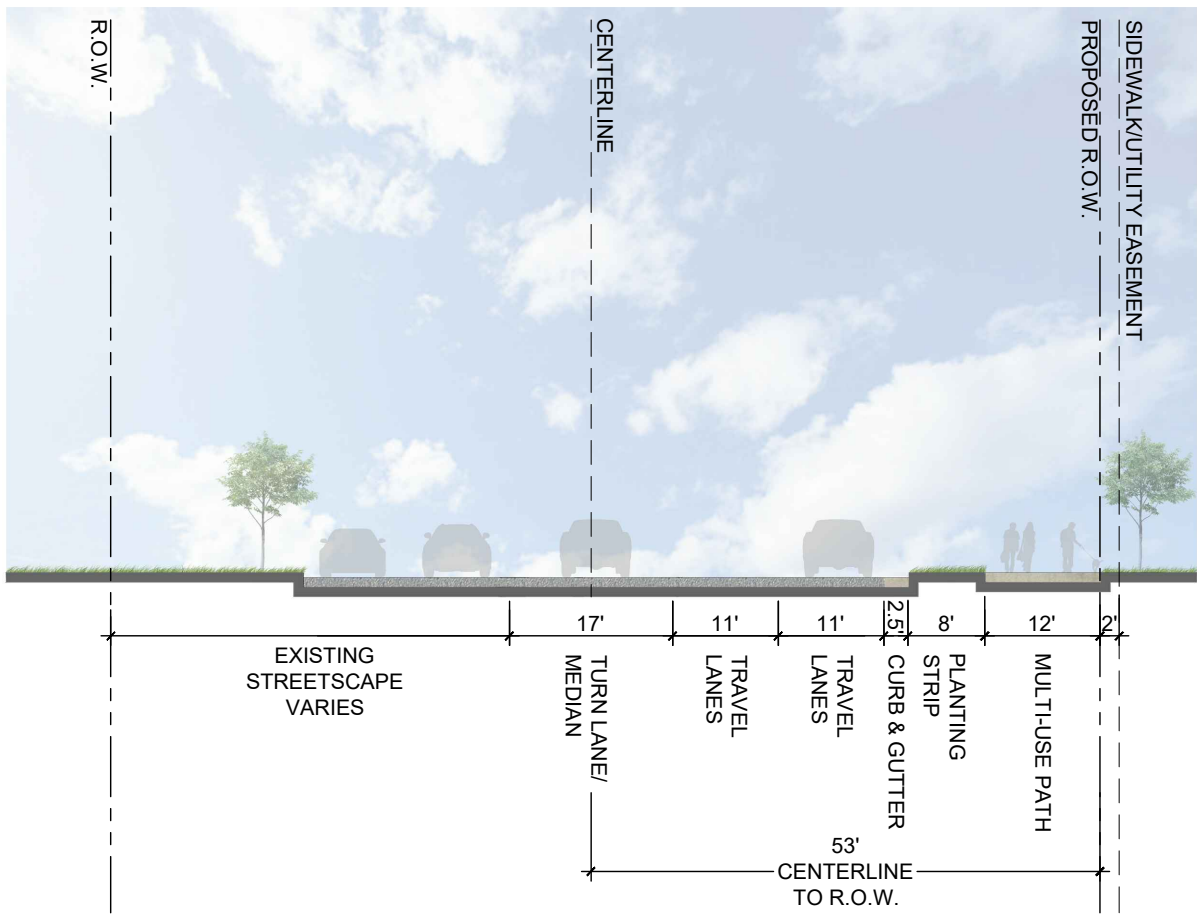 R.O.W.
CENTERLINE
PROPOSED R.O.W.
SIDEWALK/UTILITY EASEMENT
17'
11'
11'
2.5'
8'
12'
2'
EXISTING
STREETSCAPE
VARIES
TURN LANE/
MEDIAN
TRAVEL
LANES
TRAVEL
LANES
CURB & GUTTER
PLANTING
STRIP
MULTI-USE PATH
53'
CENTERLINE
TO R.O.W.